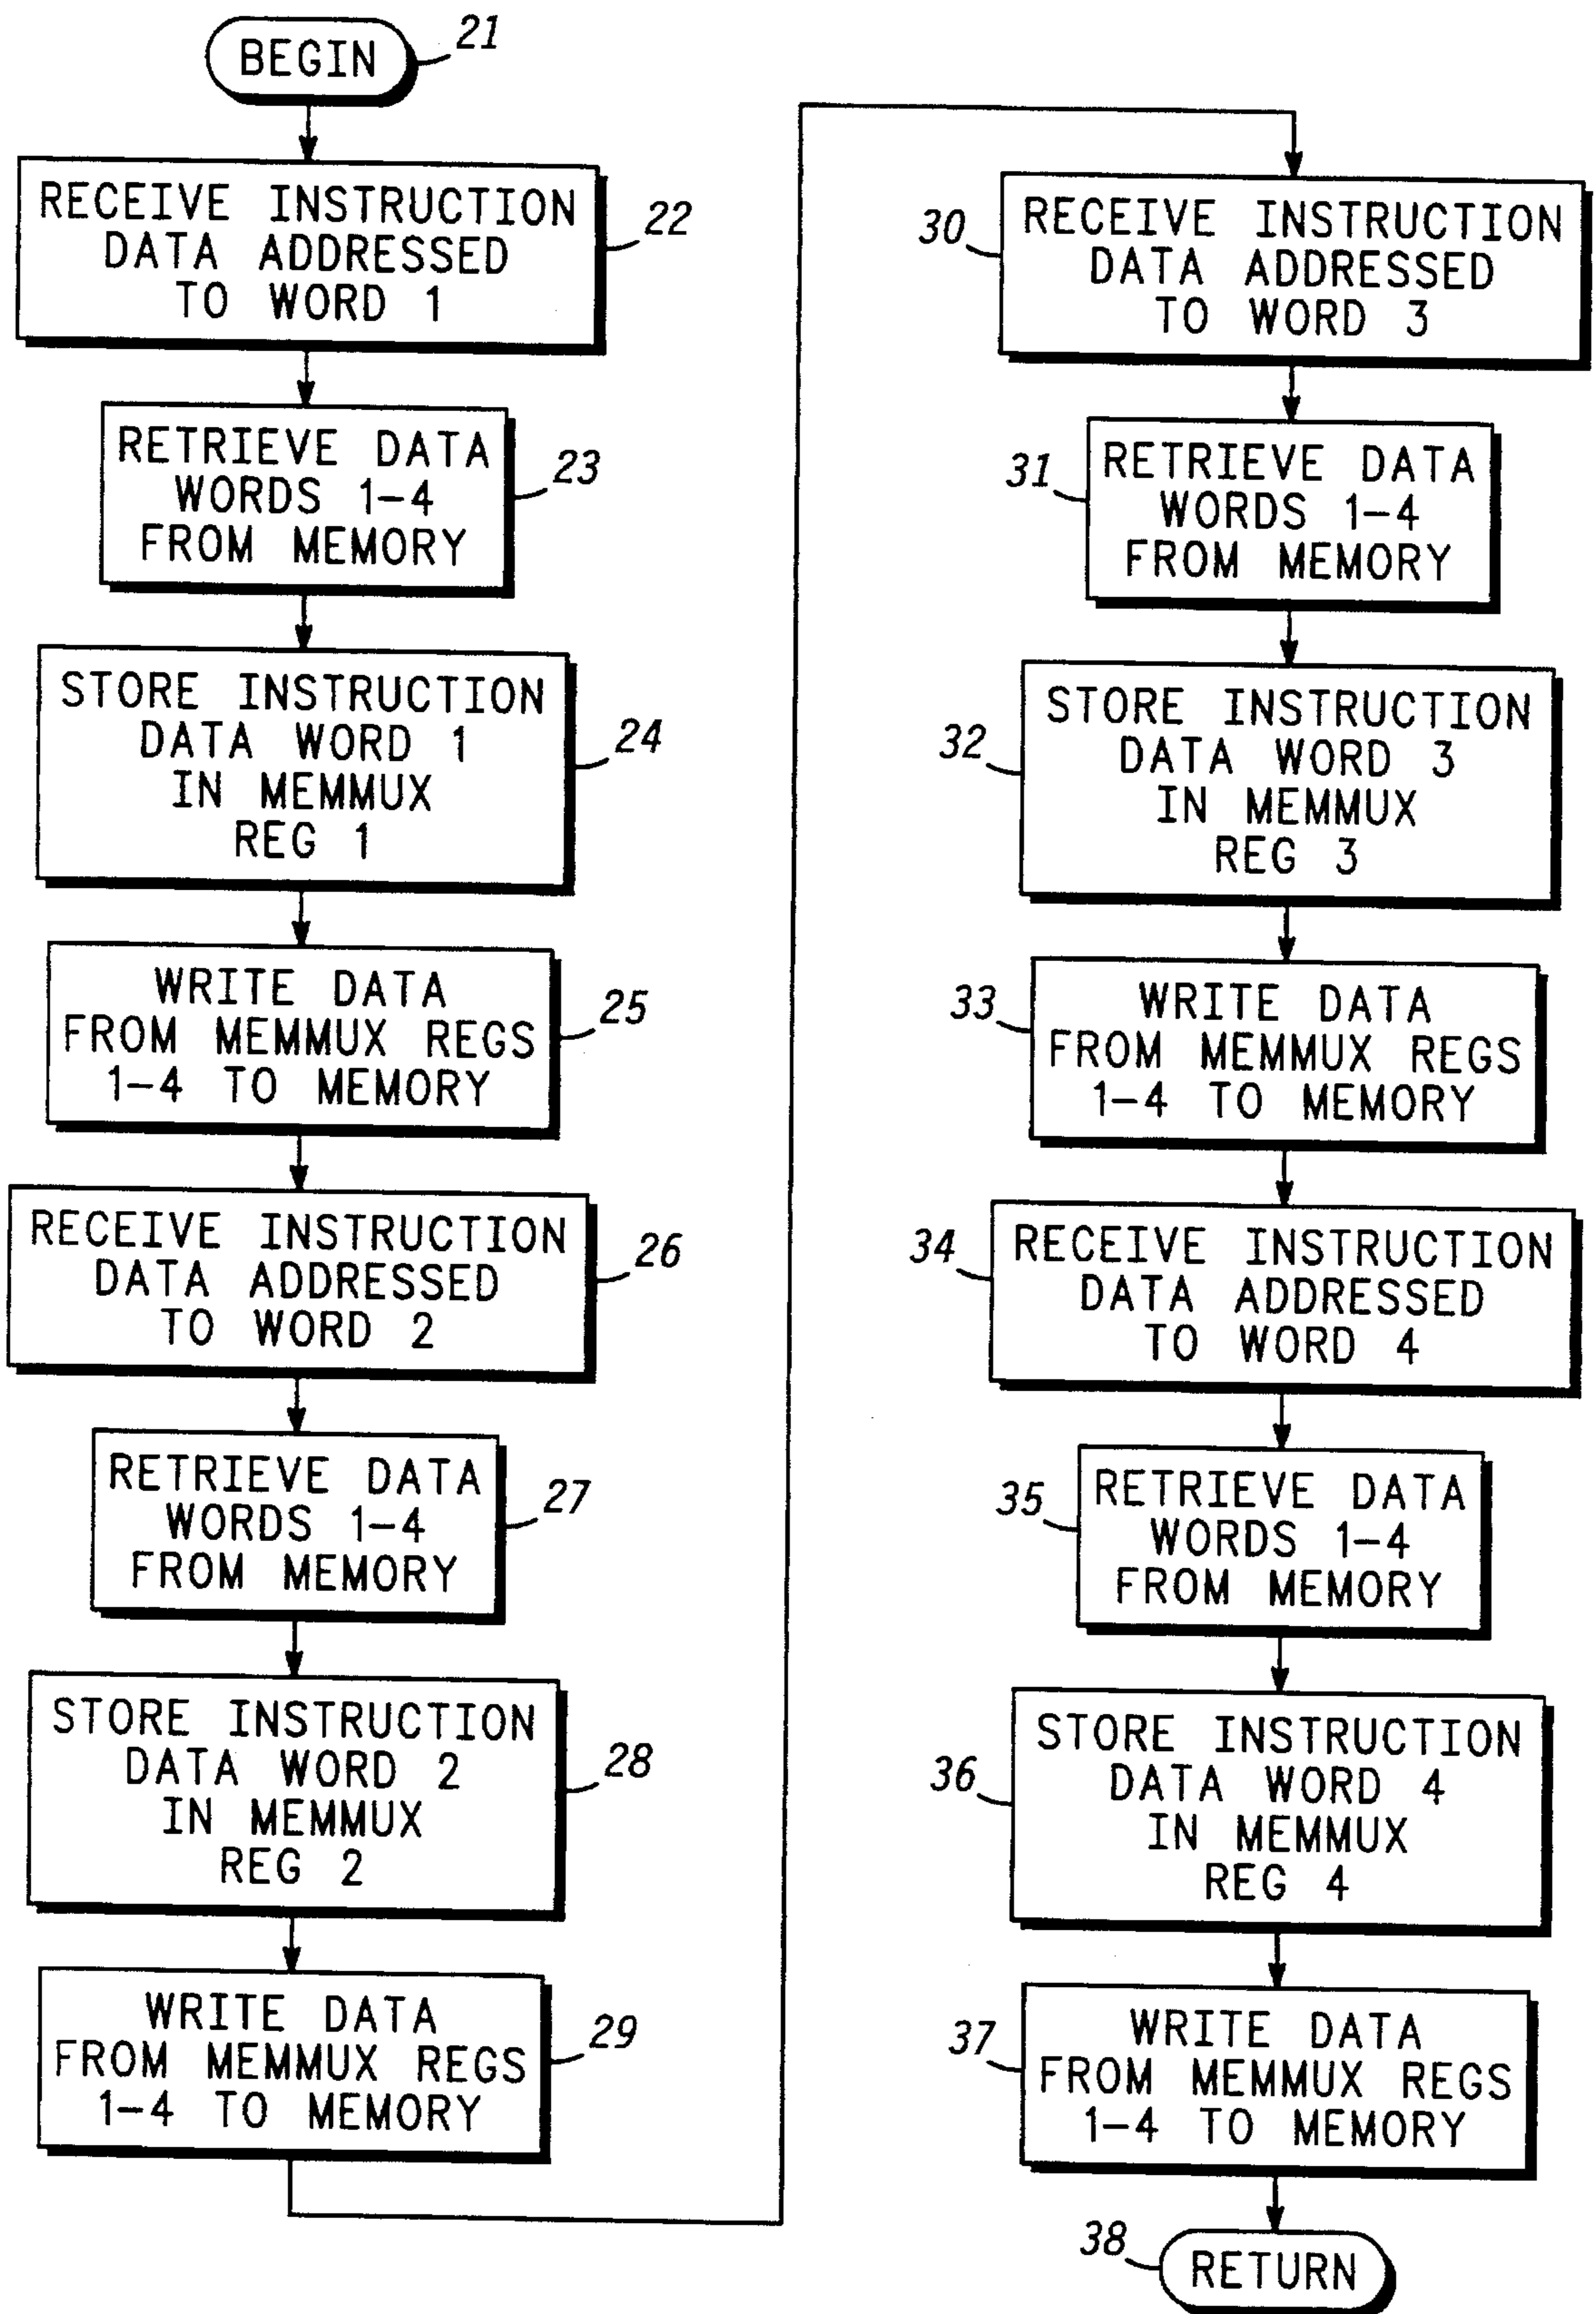 BEGIN
21
RECEIVE INSTRUCTION
DATA ADDRESSED
TO WORD 1
22
RETRIEVE DATA
WORDS 1-4
FROM MEMORY
23
STORE INSTRUCTION
DATA WORD 1
IN MEMMUX
REG 1
24
WRITE DATA
FROM MEMMUX REGS
1-4 TO MEMORY
25
RECEIVE INSTRUCTION
DATA ADDRESSED
TO WORD 2
26
RETRIEVE DATA
WORDS 1-4
FROM MEMORY
27
STORE INSTRUCTION
DATA WORD 2
IN MEMMUX
REG 2
28
WRITE DATA
FROM MEMMUX REGS
1-4 TO MEMORY
29
30
RECEIVE INSTRUCTION
DATA ADDRESSED
TO WORD 3
31
RETRIEVE DATA
WORDS 1-4
FROM MEMORY
32
STORE INSTRUCTION
DATA WORD 3
IN MEMMUX
REG 3
33
WRITE DATA
FROM MEMMUX REGS
1-4 TO MEMORY
34
RECEIVE INSTRUCTION
DATA ADDRESSED
TO WORD 4
35
RETRIEVE DATA
WORDS 1-4
FROM MEMORY
36
STORE INSTRUCTION
DATA WORD 4
IN MEMMUX
REG 4
37
WRITE DATA
FROM MEMMUX REGS
1-4 TO MEMORY
38
RETURN